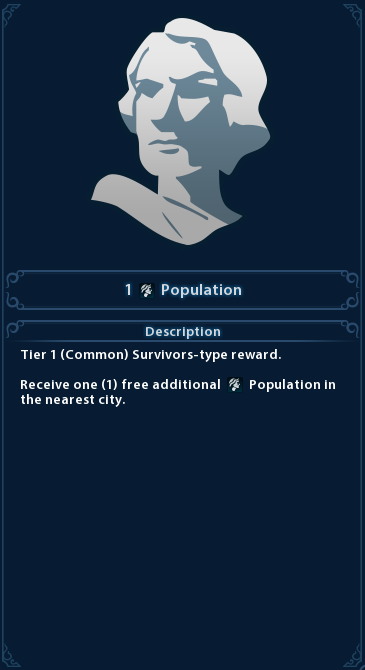 1 Population
Description
Tier 1 (Common) Survivors-type reward.
Receive one (1) free additional Population in
the nearest city.